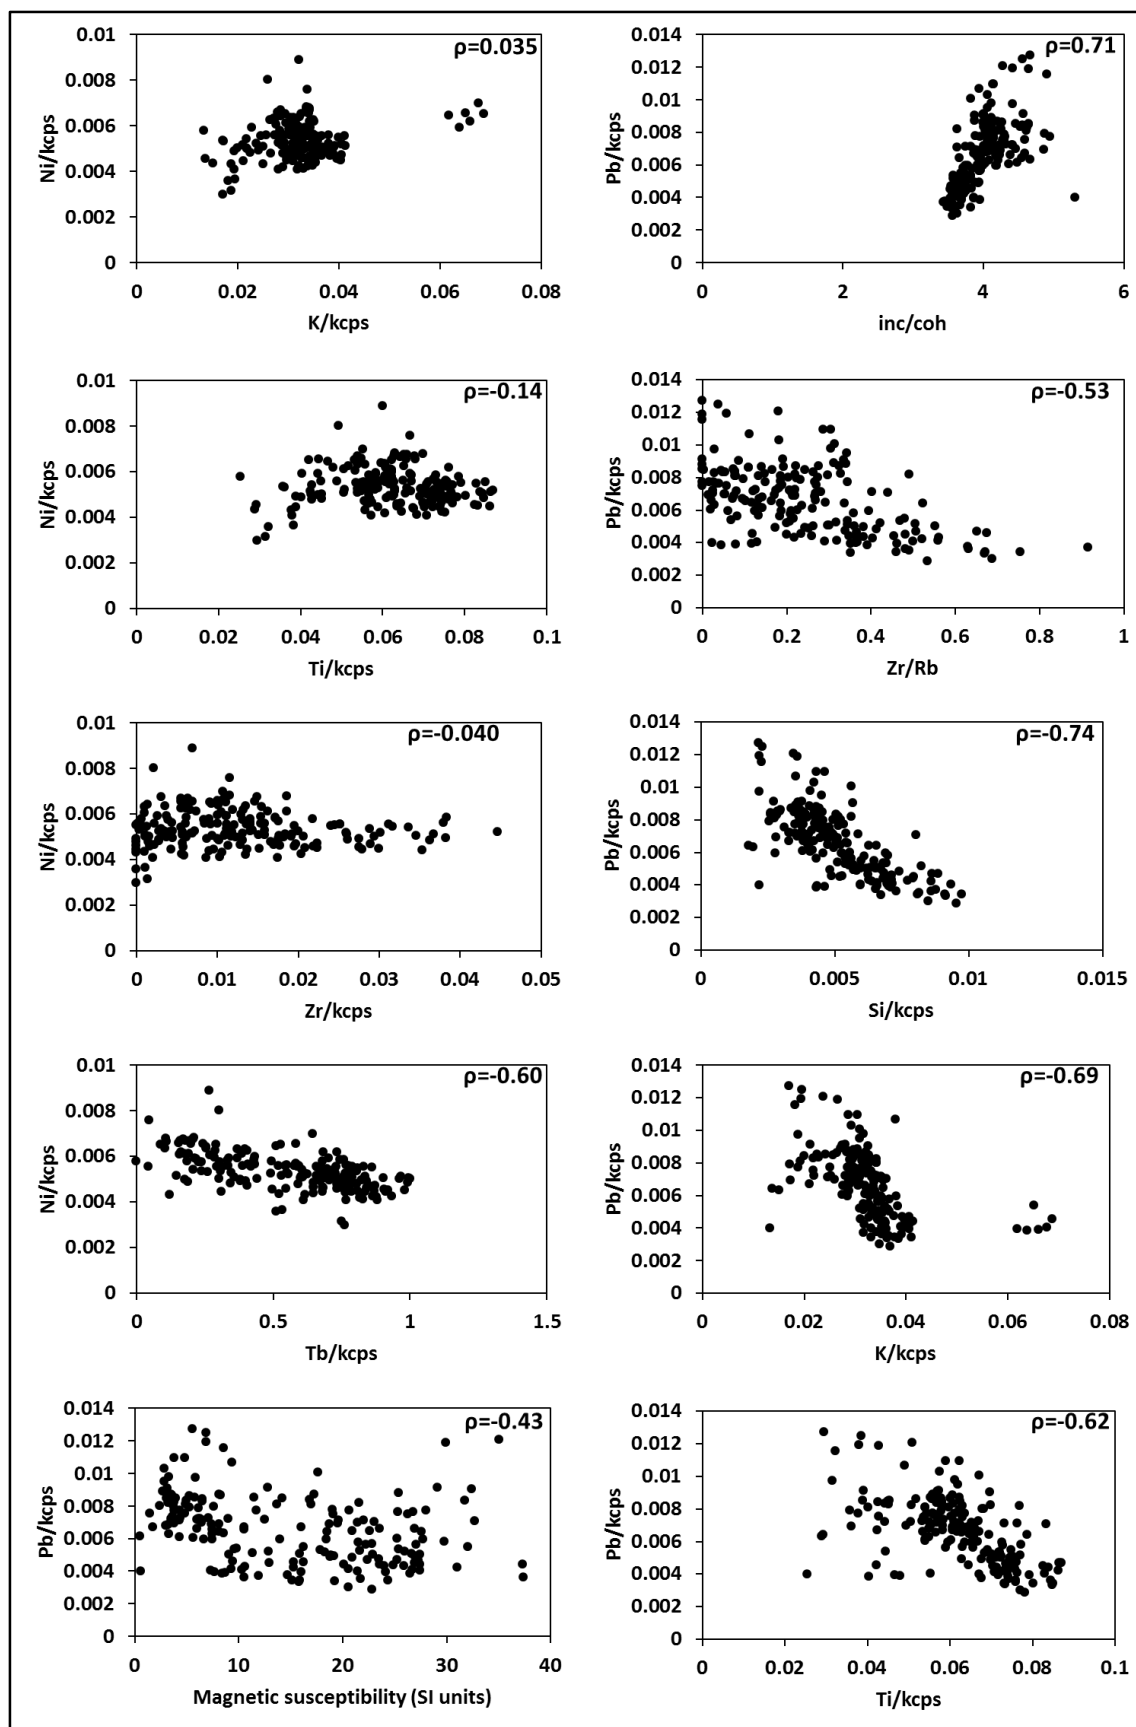 ρ=0.035
0.01
0.008
0.006
0.004
0.002
0
Ni/kcps
0 0.02 0.04 0.06 0.08
K/kcps
ρ=0.71
0.014
0.012
0.01
0.008
0.006
0.004
0.002
0
Pb/kcps
0 2 4 6
inc/coh
ρ=-0.14
0.01
0.008
0.006
0.004
0.002
0
Ni/kcps
0 0.02 0.04 0.06 0.08 0.1
Ti/kcps
ρ=-0.53
0.014
0.012
0.01
0.008
0.006
0.004
0.002
0
Pb/kcps
0 0.2 0.4 0.6 0.8 1
Zr/Rb
ρ=-0.040
0.01
0.008
0.006
0.004
0.002
0
Ni/kcps
0 0.01 0.02 0.03 0.04 0.05
Zr/kcps
ρ=-0.74
0.014
0.012
0.01
0.008
0.006
0.004
0.002
0
Pb/kcps
0 0.005 0.01 0.015
Si/kcps
ρ=-0.60
0.01
0.008
0.006
0.004
0.002
0
Ni/kcps
0 0.5 1 1.5
Tb/kcps
ρ=-0.69
0.014
0.012
0.01
0.008
0.006
0.004
0.002
0
Pb/kcps
0 0.02 0.04 0.06 0.08
K/kcps
ρ=-0.43
0.014
0.012
0.01
0.008
0.006
0.004
0.002
0
Pb/kcps
0 10 20 30 40
Magnetic susceptibility (SI units)
ρ=-0.62
0.014
0.012
0.01
0.008
0.006
0.004
0.002
0
Pb/kcps
0 0.02 0.04 0.06 0.08 0.1
Ti/kcps